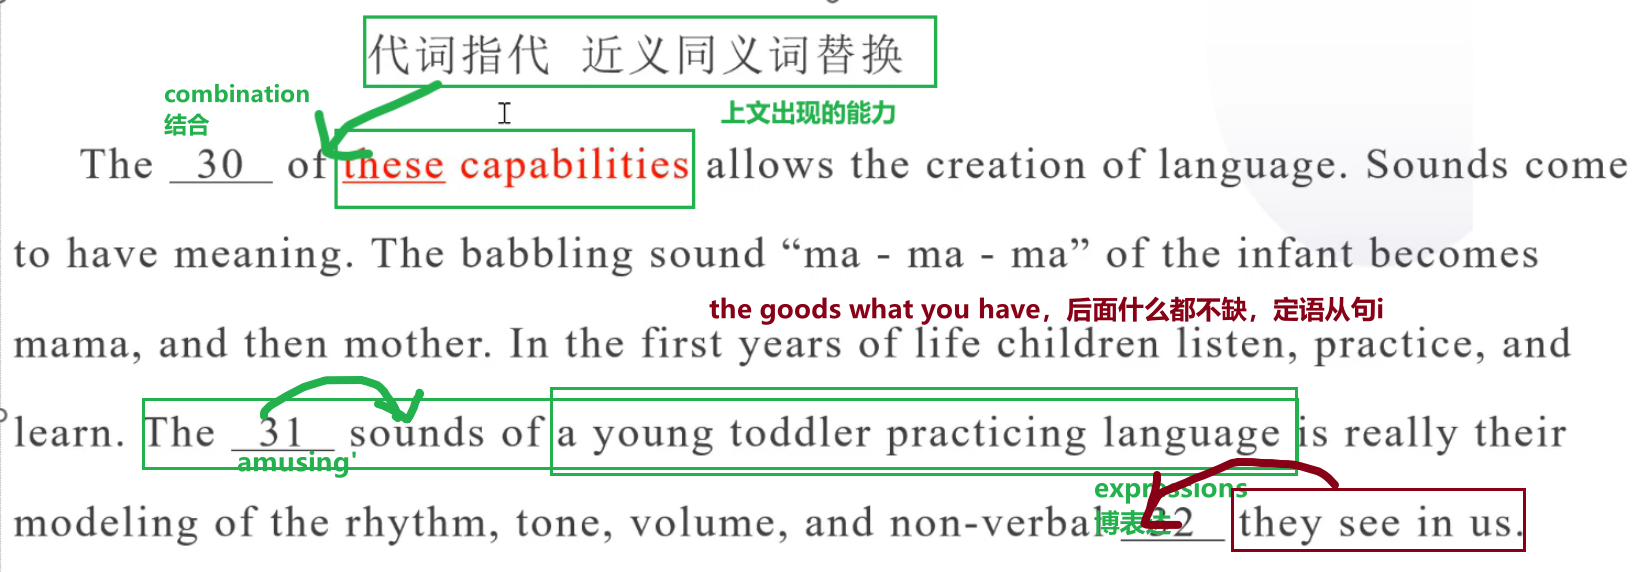 代词指代 近义同义词替换
combination
结合
上文出现的能力
The 30 of these capabilities allows the creation of language. Sounds come
to have meaning. The babbling sound “ma - ma - ma” of the infant becomes
the goods what you have，后面什么都不缺，定语从句i
mama, and then mother. In the first years of life children listen, practice, and
learn. The 31 sounds of a young toddler practicing language is really their
amusing'
expressions
modeling of the rhythm, tone, volume, and non-verbal 32 they see in us.
博表达